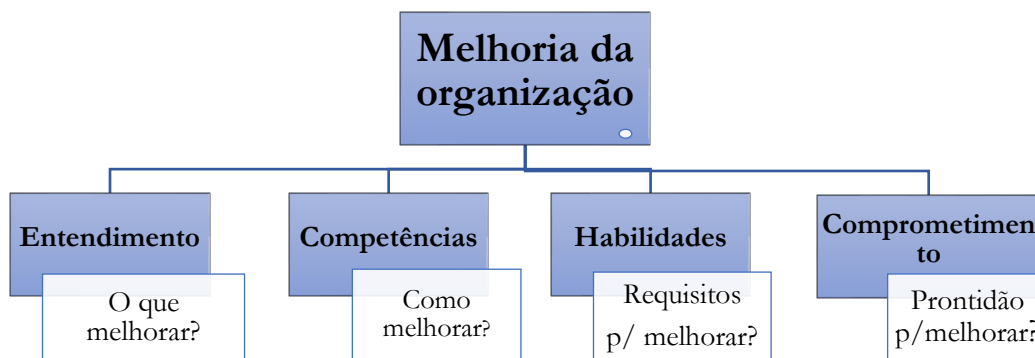 Melhoria da
organização
Entendimento
O que
melhorar?
Competências
Como
melhorar?
Habilidades
Requisitos
p/ melhorar?
Comprometimen
to
Prontidão
p/melhorar?